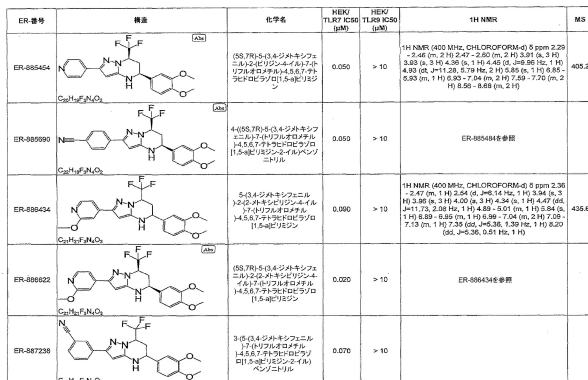 ER-番号 構造 化学名 HEK/TLR7 IC50 (μM) HEK/TLR9 IC50 (μM) 1H NMR MS
ER-885454
Abs
C20H19F3N4O2
(5S,7R)-5-(3,4-ジメトキシフェ
ニル)-2-(ピリジン-4-イル)-7-(ト
リフルオロメチル)-4,5,6,7-テト
ラヒドロピラゾロ[1,5-a]ピリミジ
ン
0.050
> 10
1H NMR (400 MHz, CHLOROFORM-d) δ ppm 2.29
- 2.46 (m, 2 H) 2.47 - 2.60 (m, 2 H) 3.91 (s, 3 H)
3.93 (s, 3 H) 4.36 (s, 1 H) 4.45 (d, J=9.96 Hz, 1 H)
4.93 (dt, J=11.28, 5.79 Hz, 2 H) 5.85 (s, 1 H) 6.85 -
5.93 (m, 1 H) 6.93 - 7.04 (m, 2 H) 7.59 - 7.70 (m, 2
H) 8.56 - 8.68 (m, 2 H)
405.2
ER-885690
Abs
C22H19F3N4O2
4-((5S,7R)-5-(3,4-ジメトキシフ
ェニル)-7-(トリフルオロメチル
)-4,5,6,7-テトラヒドロピラゾロ
[1,5-a]ピリミジン-2-イル)ベンゾ
ニトリル
0.050
> 10
ER-885484を参照
ER-886434
C21H21F3N4O3
5-(3,4-ジメトキシフェニル
)-2-(2-メトキシピリジン-4-イル
)-7-(トリフルオロメチル)-
4,5,6,7-テトラヒドロピラゾロ
[1,5-a]ピリミジン
0.090
> 10
1H NMR (400 MHz, CHLOROFORM-d) δ ppm 2.36
- 2.47 (m, 1 H) 2.54 (d, J=6.14 Hz, 1 H) 3.94 (s, 3
H) 3.96 (s, 3 H) 4.00 (s, 3 H) 4.34 (s, 1 H) 4.47 (dd,
J=11.73, 2.08 Hz, 1 H) 4.89 - 5.01 (m, 1 H) 5.84 (s,
1 H) 6.89 - 6.95 (m, 1 H) 6.99 - 7.04 (m, 2 H) 7.09 -
7.13 (m, 1 H) 7.35 (dd, J=5.36, 1.39 Hz, 1 H) 8.20
(dd, J=5.36, 0.51 Hz, 1 H)
435.6
ER-886622
Abs
C21H21F3N4O3
(5S,7R)-5-(3,4-ジメトキシフェ
ニル)-2-(2-メトキシピリジン-4-
イル)-7-(トリフルオロメチル
)-4,5,6,7-テトラヒドロピラゾロ
[1,5-a]ピリミジン
0.020
> 10
ER-886434を参照
ER-887238
3-(5-(3,4-ジメトキシフェニル
)-7-(トリフルオロメチル
)-4,5,6,7-テトラヒドロピラゾ
ロ[1,5-a]ピリミジン-2-イル)
ベンゾニトリル
0.070
> 10